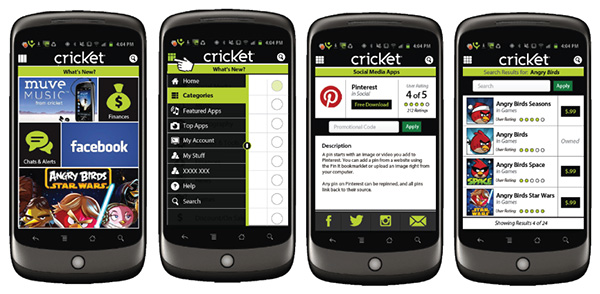 4:04 PM
cricket
What's New?
muve
MUSIC
from cricket
Finances
Chats & Alerts
facebook
ANGRY BIRDS
STAR WARS
4:04 PM
cricket
What's New?
Home
Categories
Featured Apps
Top Apps
My Account
My Stuff
XXXX XXX
Help
Search
4:04 PM
cricket
Social Media Apps
Pinterest
in Social
Free Download
User Rating
4 of 5
212 Ratings
Promotional Code
Apply
Description
A pin starts with an image or video you add to
Pinterest. You can add a pin from a website using
the Pin It bookmarklet or upload an image right from
your computer.
Any pin on Pinterest can be repinned, and all pins
link back to their source.
4:04 PM
cricket
Search Results for: Angry Birds
Search
Apply
Angry Birds Seasons
in Games
User Rating
5.99
Angry Birds
in Games
User Rating
Owned
Angry Birds Space
in Games
User Rating
5.99
Angry Birds Star Wars
in Games
User Rating
5.99
Showing Results 4 of 24